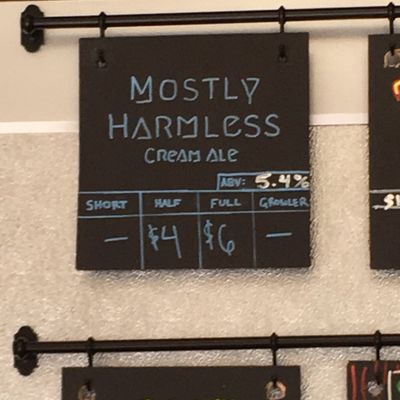 MOSTLY
HARMLESS
CREAM ALE
ABV: 5.4%
SHORT HALF FULL GROWLER
— $4 $6 —